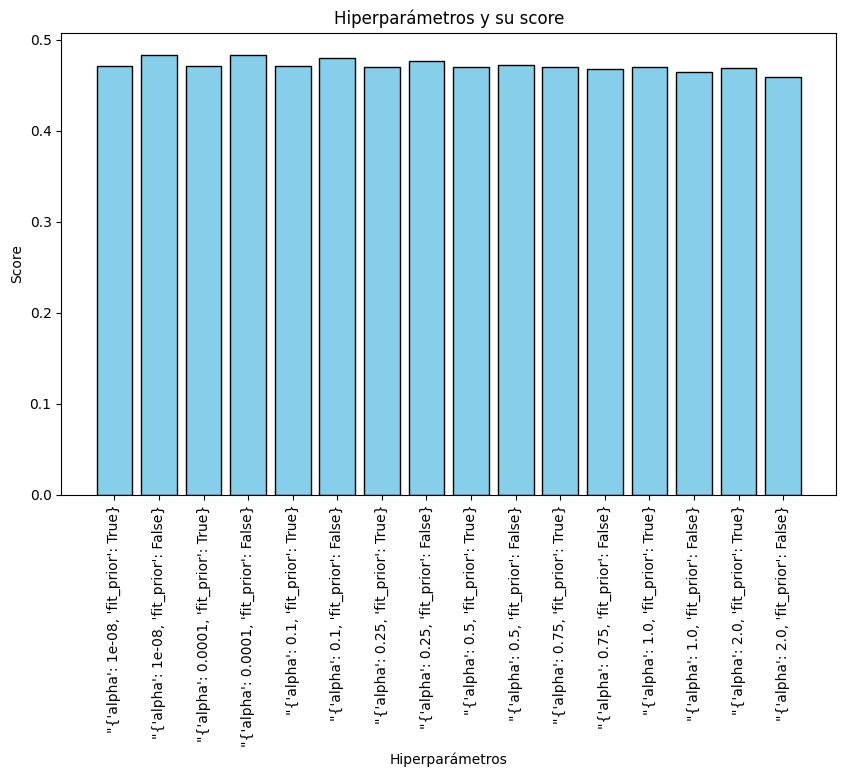 Hiperparámetros y su score
Score
0.5
0.4
0.3
0.2
0.1
0.0
"{'alpha': 1e-08, 'fit_prior': True}
"{'alpha': 1e-08, 'fit_prior': False}
"{'alpha': 0.0001, 'fit_prior': True}
"{'alpha': 0.0001, 'fit_prior': False}
"{'alpha': 0.1, 'fit_prior': True}
"{'alpha': 0.1, 'fit_prior': False}
"{'alpha': 0.25, 'fit_prior': True}
"{'alpha': 0.25, 'fit_prior': False}
"{'alpha': 0.5, 'fit_prior': True}
"{'alpha': 0.5, 'fit_prior': False}
"{'alpha': 0.75, 'fit_prior': True}
"{'alpha': 0.75, 'fit_prior': False}
"{'alpha': 1.0, 'fit_prior': True}
"{'alpha': 1.0, 'fit_prior': False}
"{'alpha': 2.0, 'fit_prior': True}
"{'alpha': 2.0, 'fit_prior': False}
Hiperparámetros